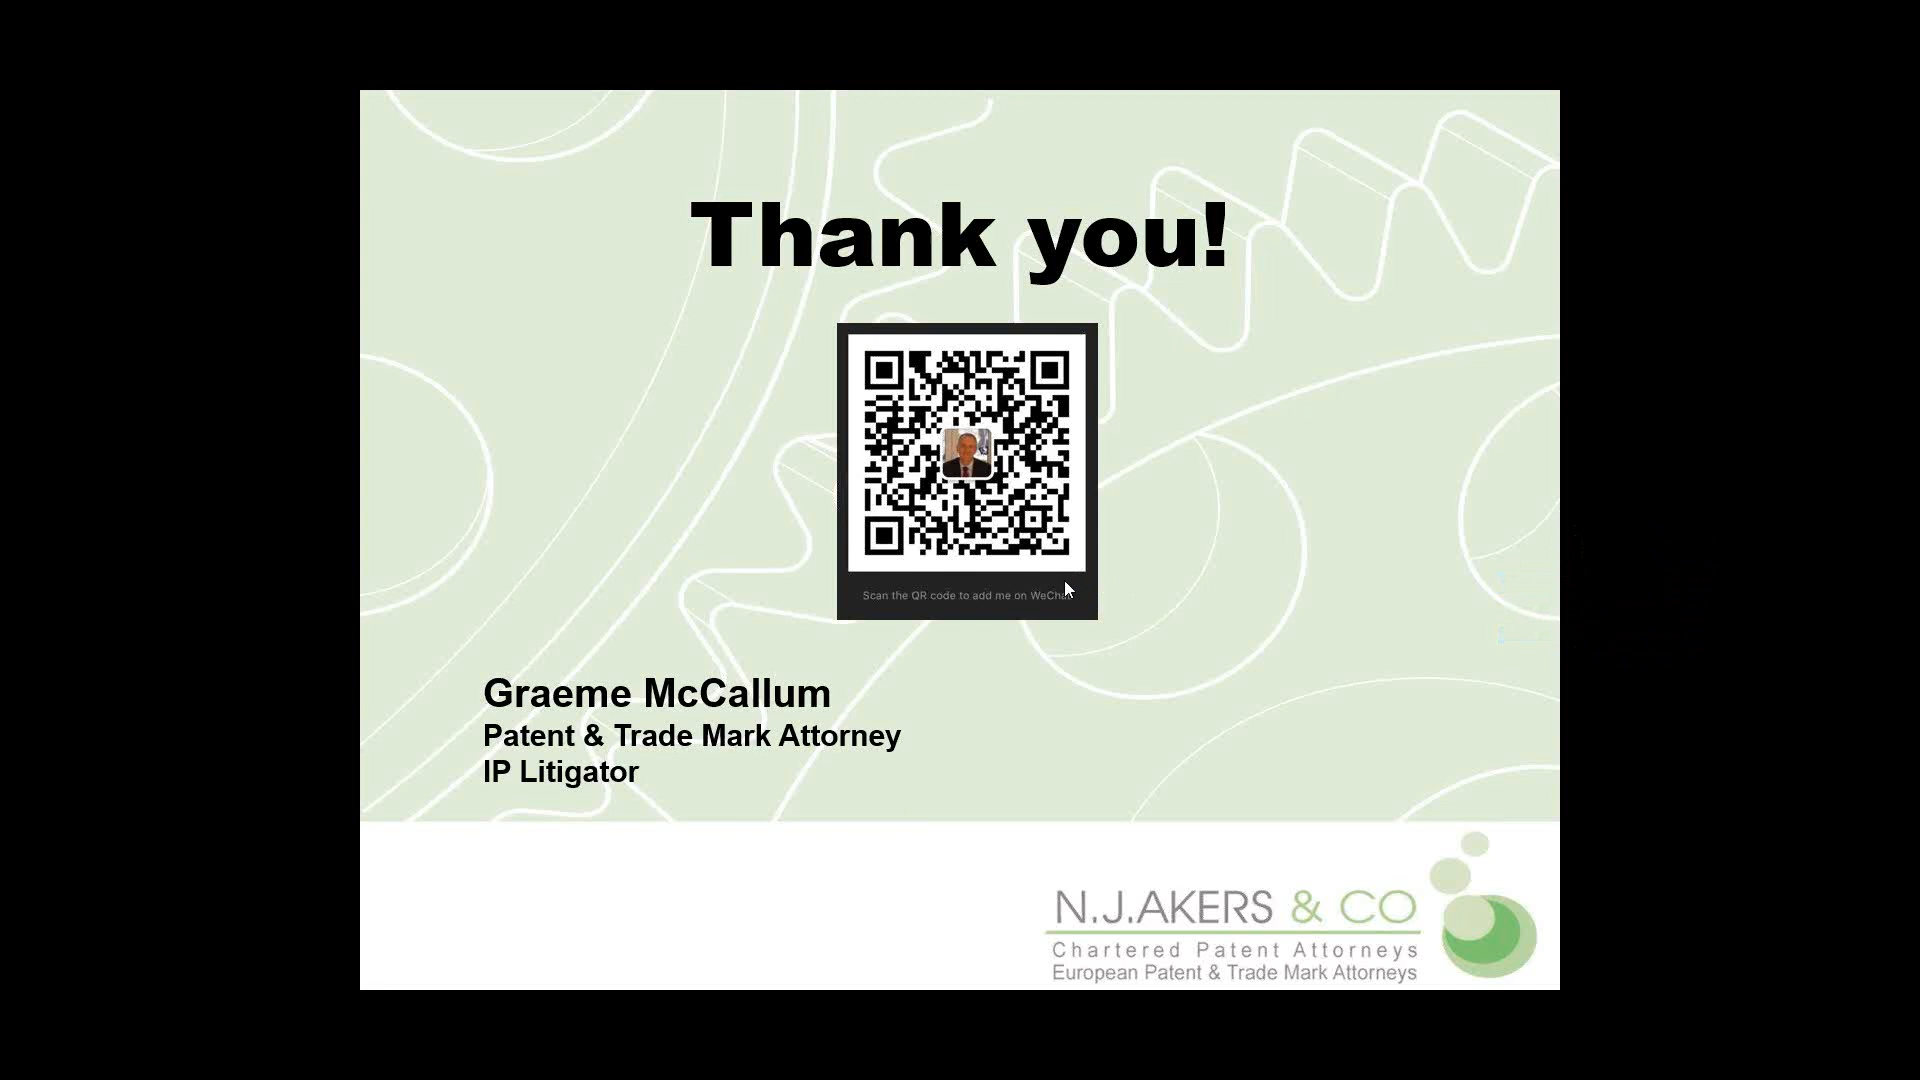 Thank you!
Scan the QR code to add me on WeChat
Graeme McCallum
Patent & Trade Mark Attorney
IP Litigator
N.J.AKERS & CO
Chartered Patent Attorneys
European Patent & Trade Mark Attorneys